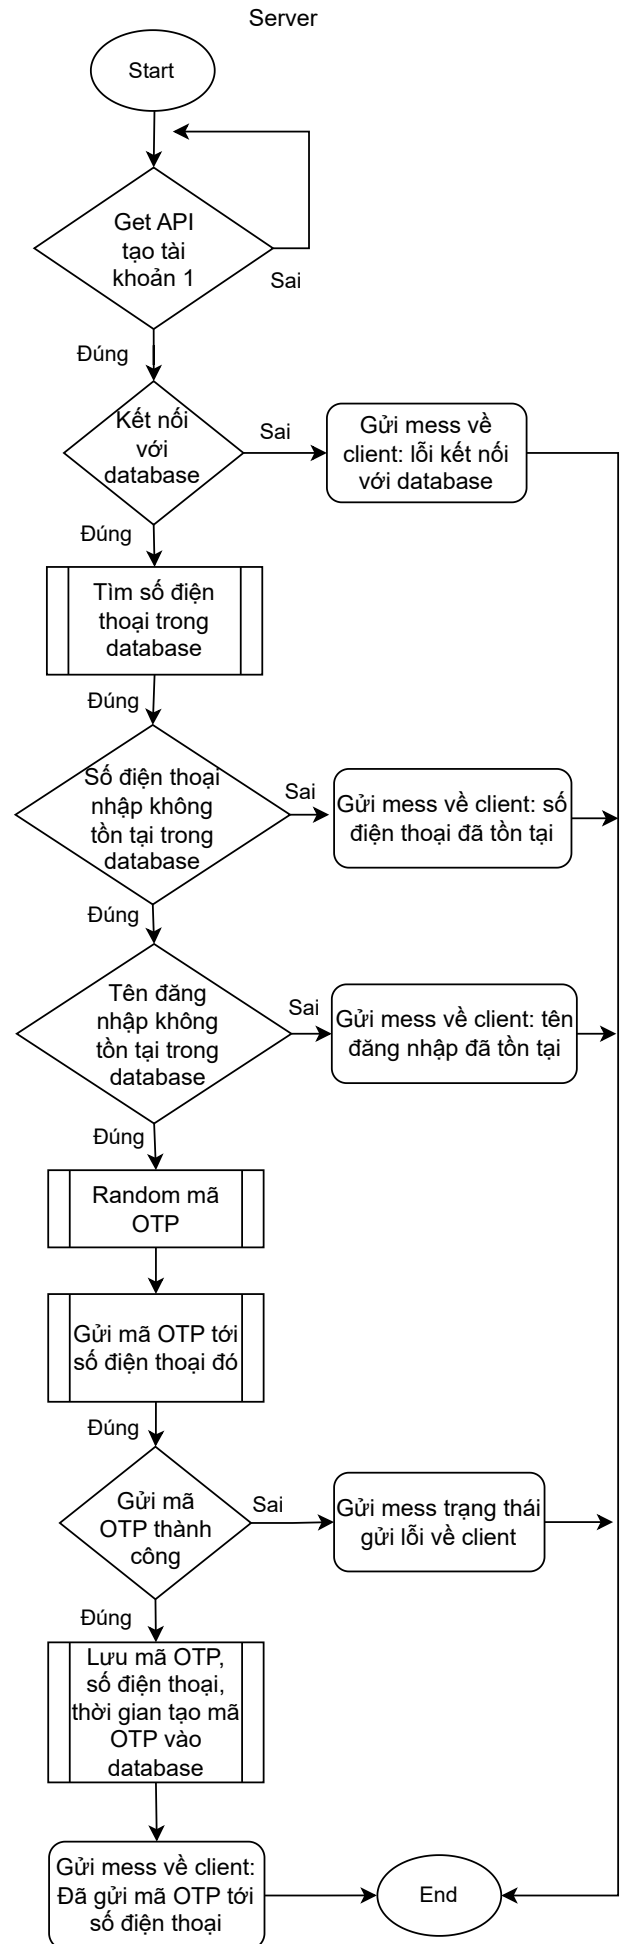 Server
Start
Get API
tạo tài
khoản 1
Sai
Đúng
Kết nối
với
database
Sai
Gửi mess về
client: lỗi kết nối
với database
Đúng
Tìm số điện
thoại trong
database
Đúng
Số điện thoại
nhập không
tồn tại trong
database
Sai
Gửi mess về client: số
điện thoại đã tồn tại
Đúng
Tên đăng
nhập không
tồn tại trong
database
Sai
Gửi mess về client: tên
đăng nhập đã tồn tại
Đúng
Random mã
OTP
Gửi mã OTP tới
số điện thoại đó
Đúng
Gửi mã
OTP thành
công
Sai
Gửi mess trạng thái
gửi lỗi về client
Đúng
Lưu mã OTP,
số điện thoại,
thời gian tạo mã
OTP vào
database
Gửi mess về client:
Đã gửi mã OTP tới
số điện thoại
End